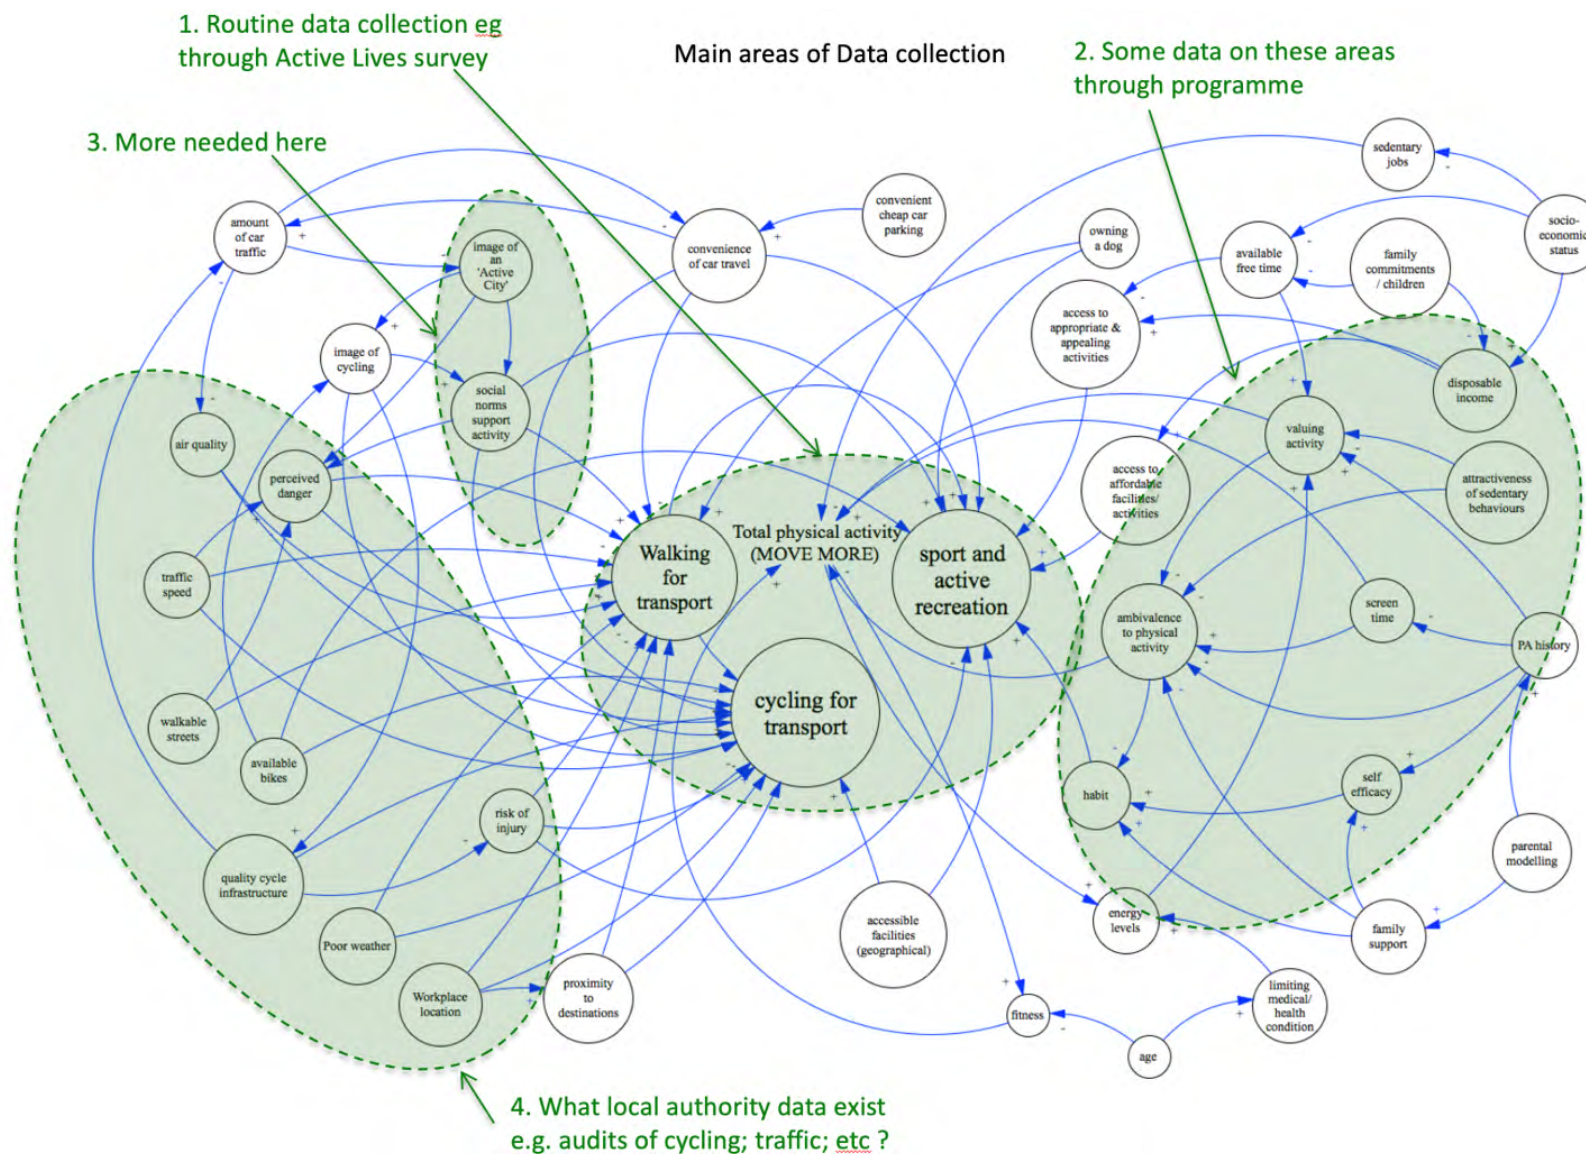 1. Routine data collection eg
through Active Lives survey
Main areas of Data collection
2. Some data on these areas
through programme
3. More needed here
sedentary
jobs
amount
of car
traffic
convenient
cheap car
parking
convenience
of car travel
owning
a dog
available
free time
family
commitments
/ children
socio-
economic
status
image of
an
'Active
City'
access to
appropriate &
appealing
activities
image of
cycling
social
norms
support
activity
disposable
income
air quality
perceived
danger
valuing
activity
access to
affordable
facilities/
activities
attractiveness
of sedentary
behaviours
Total physical activity
(MOVE MORE)
Walking
for
transport
sport and
active
recreation
traffic
speed
ambivalence
to physical
activity
screen
time
PA history
cycling for
transport
walkable
streets
available
bikes
habit
self
efficacy
risk of
injury
parental
modelling
quality cycle
infrastructure
Poor weather
accessible
facilities
(geographical)
energy
levels
family
support
Workplace
location
proximity
to
destinations
fitness
limiting
medical/
health
condition
age
4. What local authority data exist
e.g. audits of cycling; traffic; etc ?